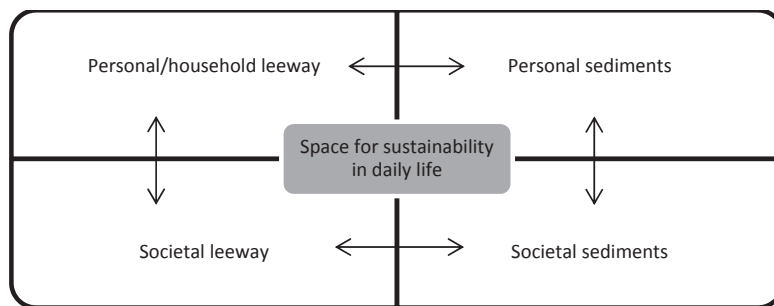 Personal/household leeway
Personal sediments
Space for sustainability
in daily life
Societal leeway
Societal sediments